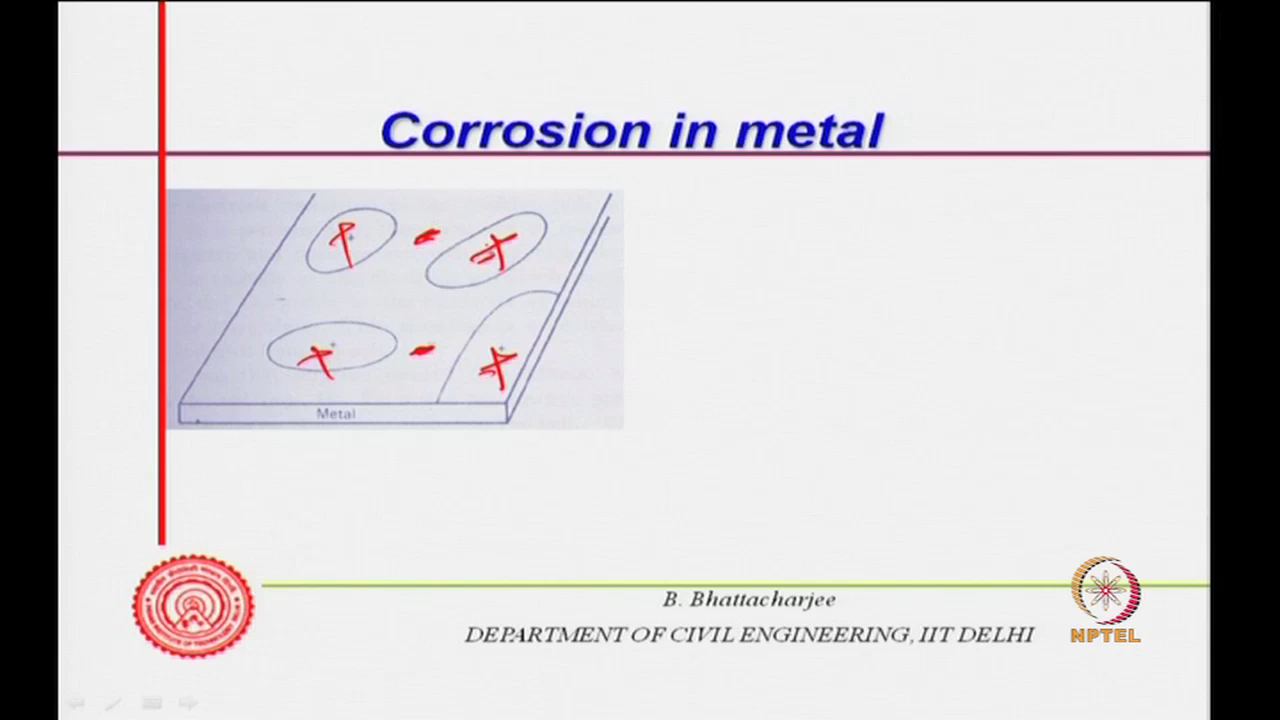 Corrosion in metal
+ - +
+ - +
Metal
B. Bhattacharjee
DEPARTMENT OF CIVIL ENGINEERING, IIT DELHI
NPTEL